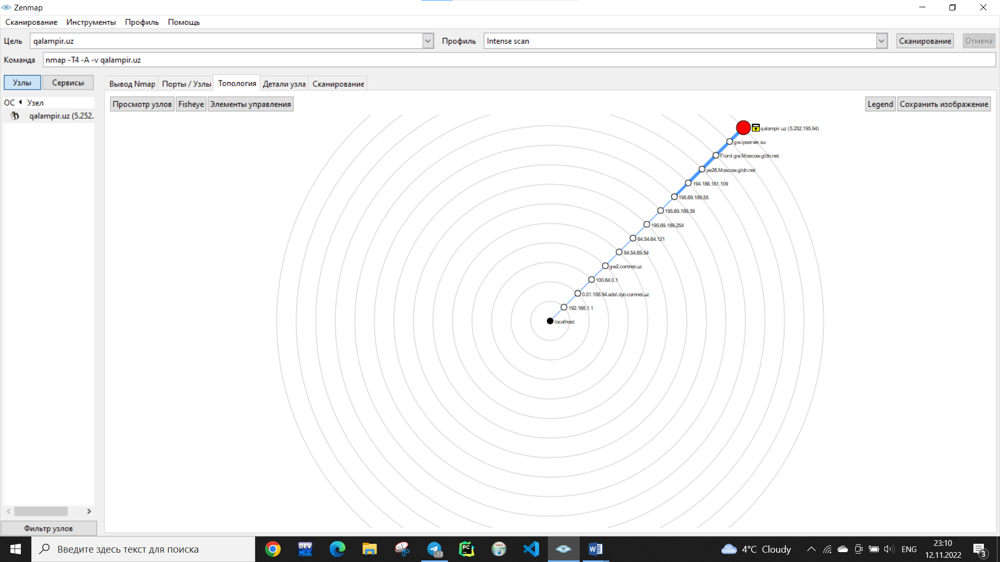 Zenmap
Сканирование Инструменты Профиль Помощь
Цель qalampir.uz Профиль Intense scan Сканирование Отмена
Команда nmap -T4 -A -v qalampir.uz
Узлы Сервисы
Вывод Nmap Порты / Узлы Топология Детали узла Сканирование
ОС Узел
qalampir.uz (5.252.
Просмотр узлов Fisheye Элементы управления Legend Сохранить изображение
qalampir.uz (5.252.195.94)
gw.ipserver.su
Fiord-gw.Moscow.gldn.net
pe26.Moscow.gldn.net
194.186.181.109
195.69.189.55
195.69.189.39
195.69.189.254
84.54.64.121
84.54.69.54
gw2.comnet.uz
100.64.0.1
0.51.158.94.adsl.dyn.comnet.uz
192.168.1.1
localhost
Фильтр узлов
Введите здесь текст для поиска
DEV
PC
..13
4°C Cloudy
ENG
23:10
12.11.2022
3